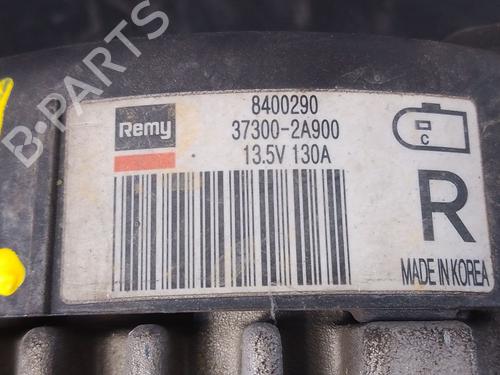 B-PARTS
Remy
8400290
37300-2A900
13.5V 130A
C
R
MADE IN KOREA